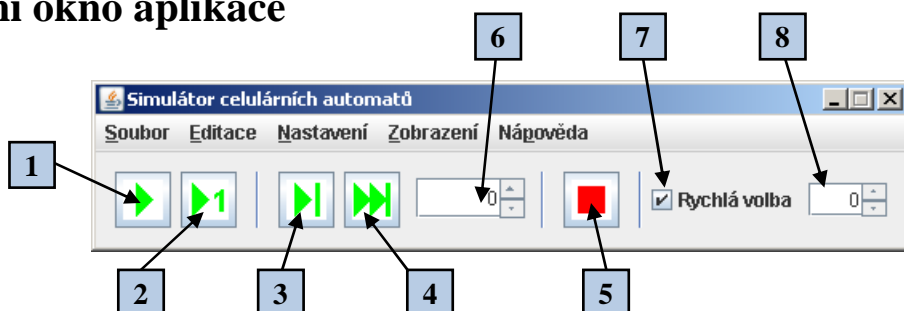 ní okno aplikace
6 7 8
Simulátor celulárních automatů
Soubor Editace Nastavení Zobrazení Nápověda
1
1 0 Rychlá volba 0
2 3 4 5